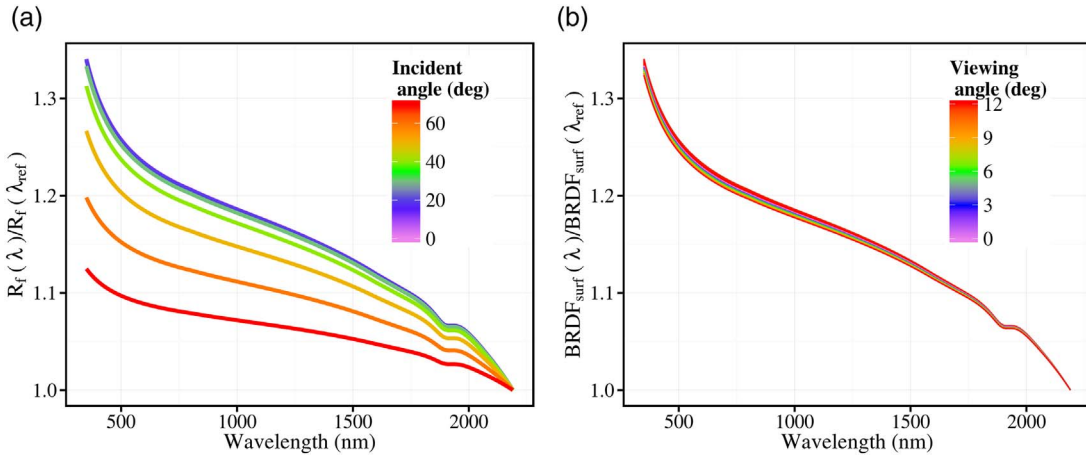 (a)
R_f (λ)/R_f (λ_ref)
1.3
1.2
1.1
1.0
Incident
angle (deg)
60
40
20
0
500
1000
1500
2000
Wavelength (nm)
(b)
BRDF_surf (λ)/BRDF_surf (λ_ref)
1.3
1.2
1.1
1.0
Viewing
angle (deg)
12
9
6
3
0
500
1000
1500
2000
Wavelength (nm)